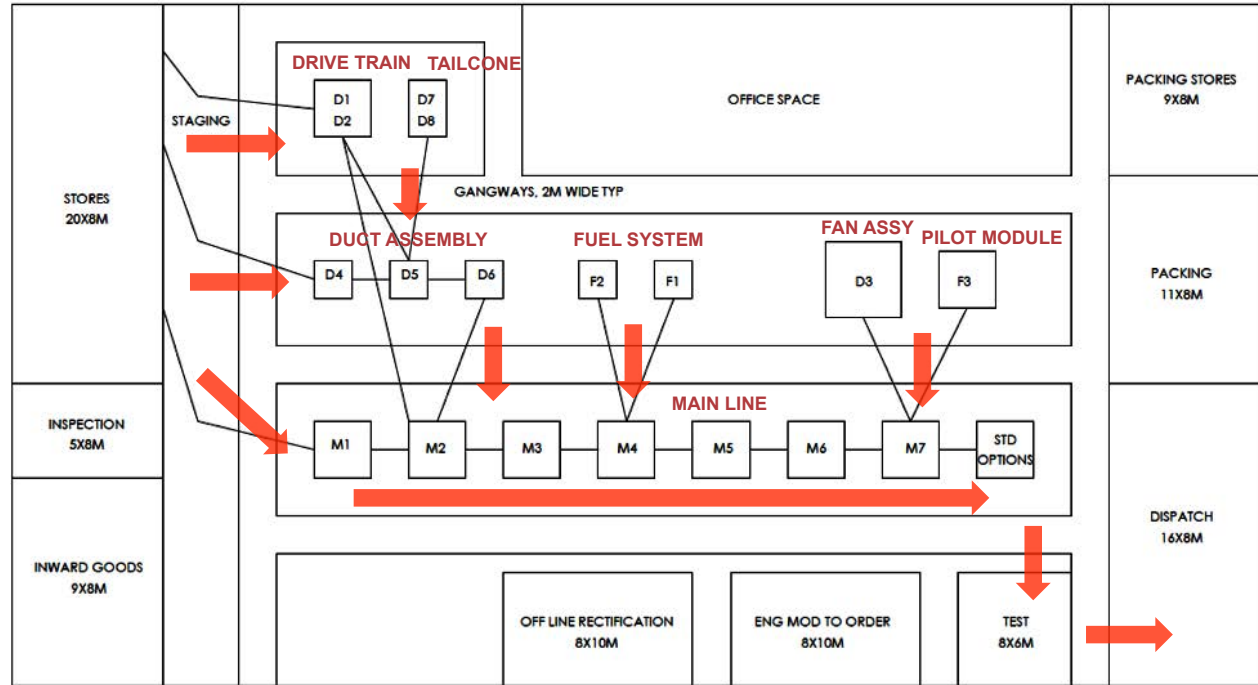 DRIVE TRAIN
TAILCONE
D1
D2
D7
D8
STAGING
OFFICE SPACE
PACKING STORES
9X8M
STORES
20X8M
GANGWAYS, 2M WIDE TYP
DUCT ASSEMBLY
FUEL SYSTEM
FAN ASSY
PILOT MODULE
D4
D5
D6
F2
F1
D3
F3
PACKING
11X8M
MAIN LINE
INSPECTION
5X8M
M1
M2
M3
M4
M5
M6
M7
STD
OPTIONS
DISPATCH
16X8M
INWARD GOODS
9X8M
OFF LINE RECTIFICATION
8X10M
ENG MOD TO ORDER
8X10M
TEST
8X6M